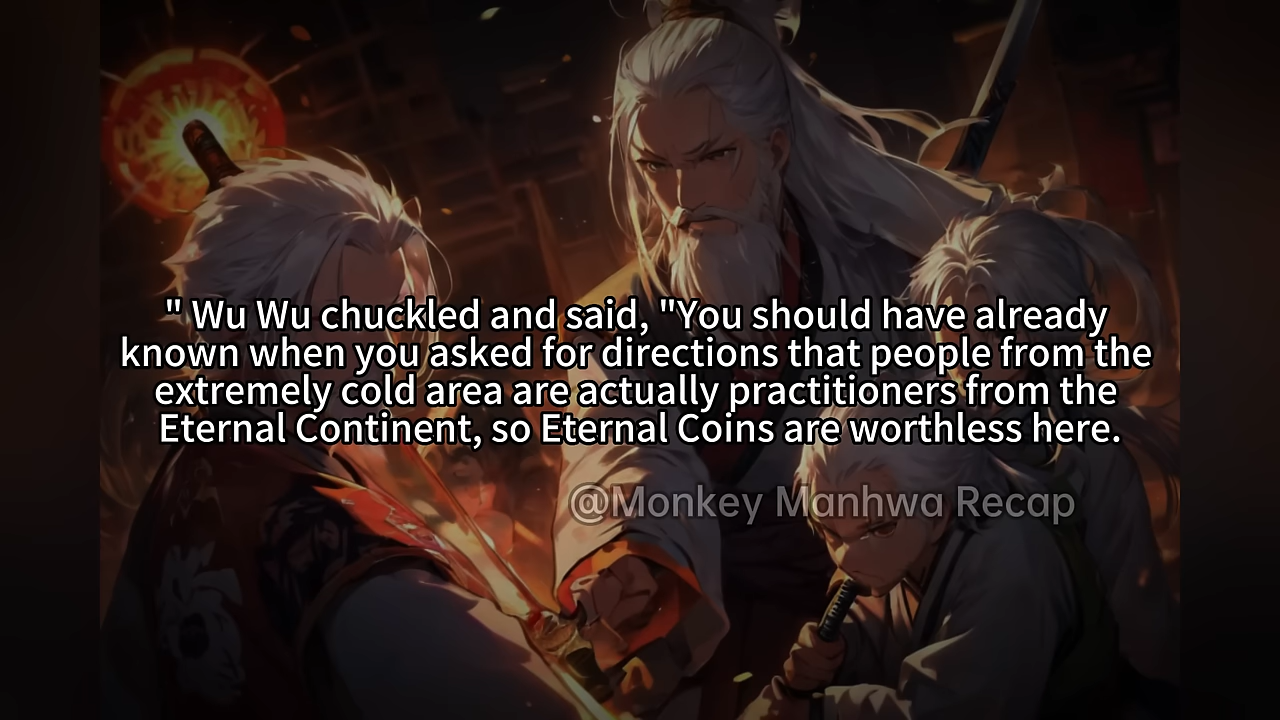 " Wu Wu chuckled and said, "You should have already
known when you asked for directions that people from the
extremely cold area are actually practitioners from the
Eternal Continent, so Eternal Coins are worthless here.
@Monkey Manhwa Recap